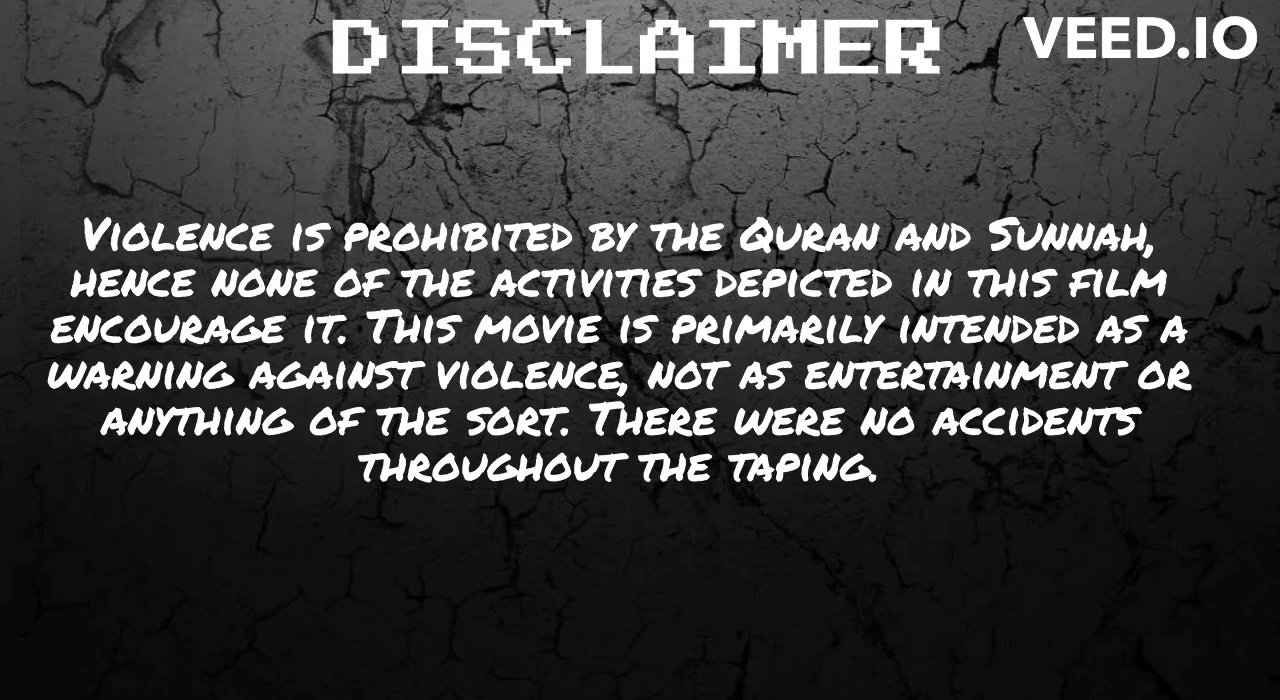 DISCLAIMER
VEED.IO
Violence is prohibited by the Quran and Sunnah,
hence none of the activities depicted in this film
encourage it. This movie is primarily intended as a
warning against violence, not as entertainment or
anything of the sort. There were no accidents
throughout the taping.